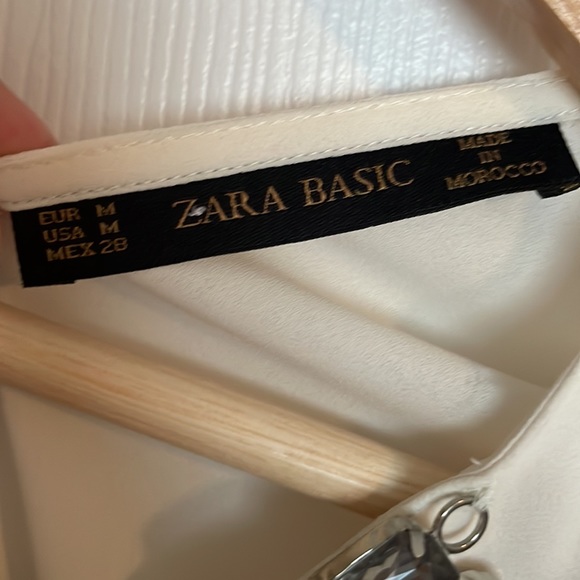 EUR M
USA M
MEX 28
ZARA BASIC
MADE
IN
MOROCCO